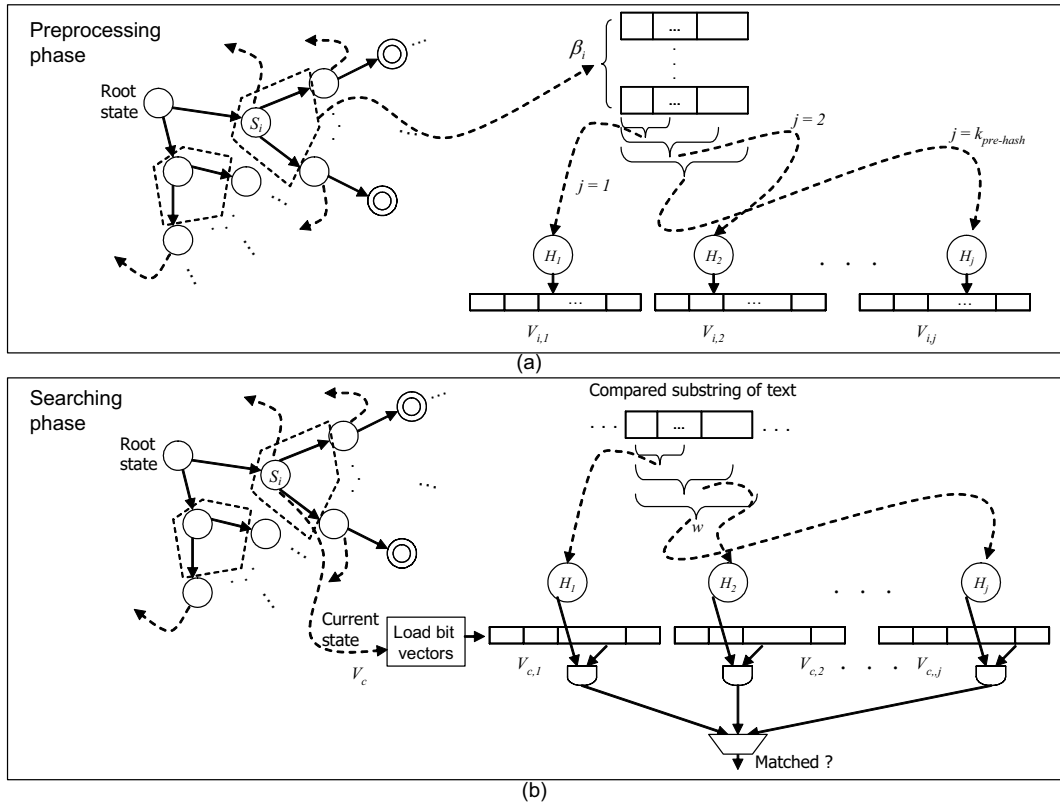 Preprocessing
phase
Root
state
S_i
β_i
...
...
j = 1
j = 2
j = k_pre-hash
H_1
H_2
. . .
H_j
...
...
...
V_i,1
V_i,2
V_i,j
(a)
Searching
phase
Root
state
S_i
Compared substring of text
. . .
...
. . .
w
H_1
H_2
. . .
H_j
Current
state
V_c
Load bit
vectors
V_c,1
V_c,2
. . .
V_c,,j
Matched ?
(b)